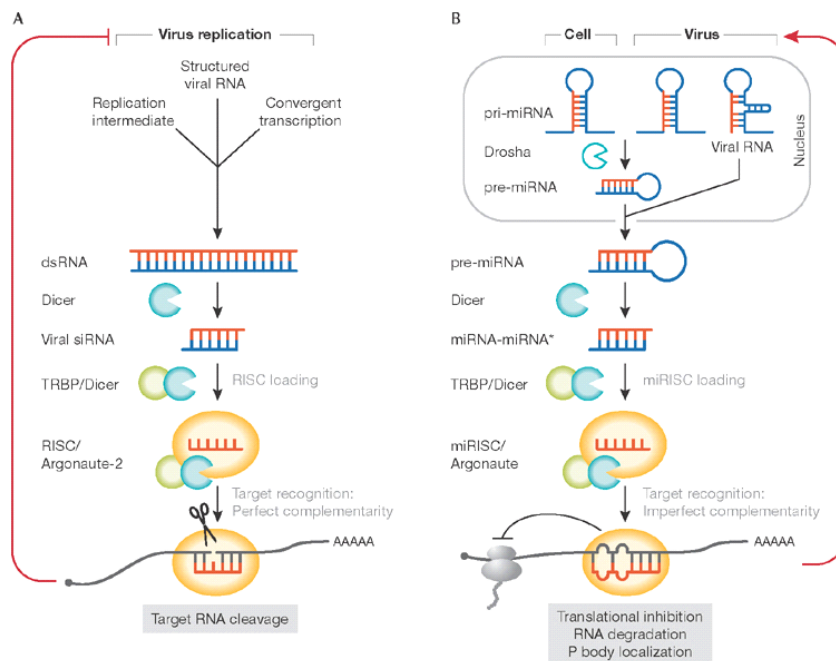 A
Virus replication
Structured
viral RNA
Replication
intermediate
Convergent
transcription
dsRNA
Dicer
Viral siRNA
TRBP/Dicer
RISC loading
RISC/
Argonaute-2
Target recognition:
Perfect complementarity
AAAAA
Target RNA cleavage
B
Cell
Virus
pri-miRNA
Viral RNA
Drosha
Nucleus
pre-miRNA
pre-miRNA
Dicer
miRNA-miRNA*
TRBP/Dicer
miRISC loading
miRISC/
Argonaute
Target recognition:
Imperfect complementarity
AAAAA
Translational inhibition
RNA degradation
P body localization